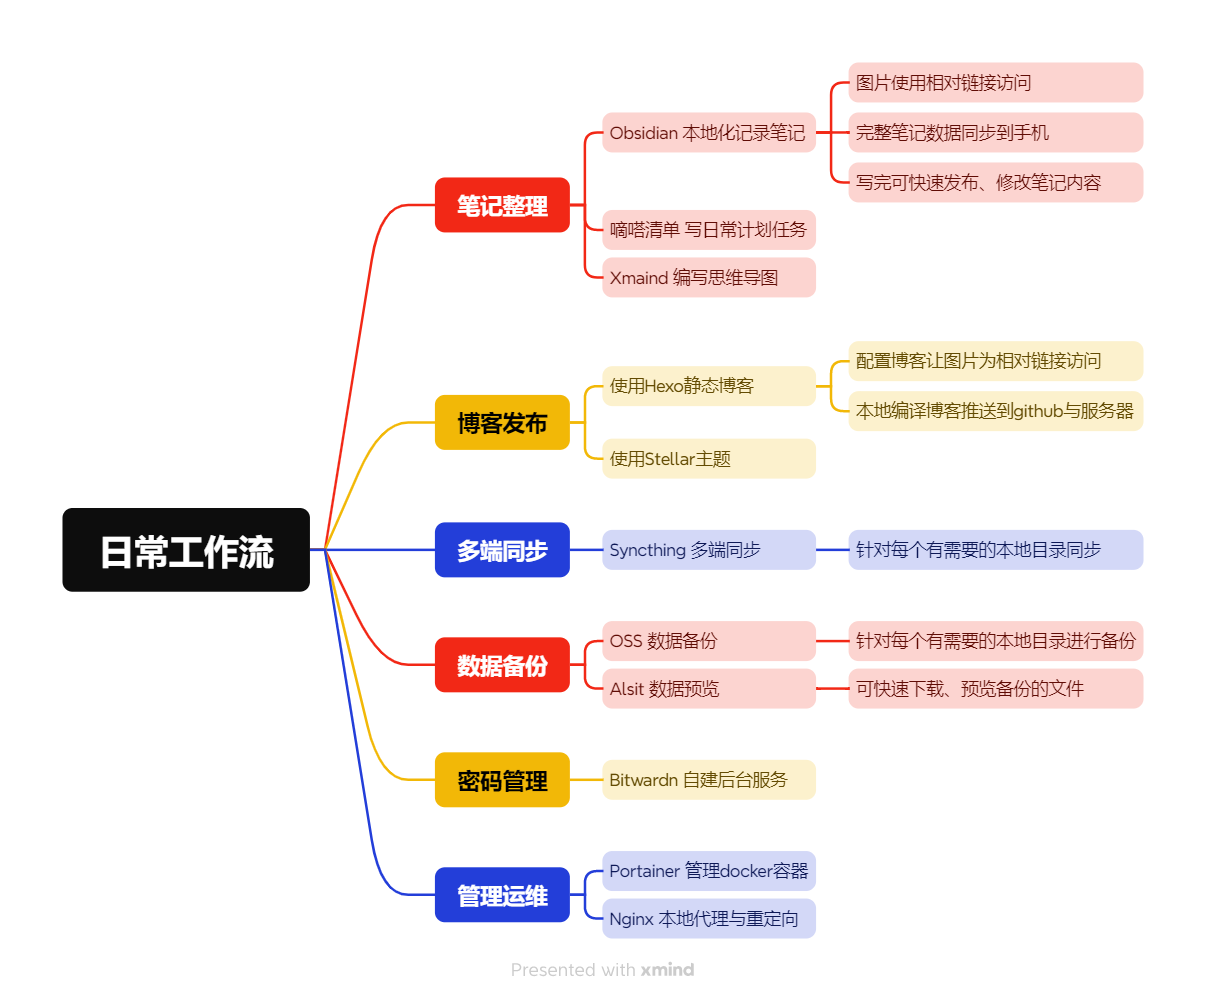 日常工作流
笔记整理
Obsidian 本地化记录笔记
图片使用相对链接访问
完整笔记数据同步到手机
写完可快速发布、修改笔记内容
嘀嗒清单 写日常计划任务
Xmaind 编写思维导图
博客发布
使用Hexo静态博客
配置博客让图片为相对链接访问
本地编译博客推送到github与服务器
使用Stellar主题
多端同步
Syncthing 多端同步
针对每个有需要的本地目录同步
数据备份
OSS 数据备份
针对每个有需要的本地目录进行备份
Alsit 数据预览
可快速下载、预览备份的文件
密码管理
Bitwardn 自建后台服务
管理运维
Portainer 管理docker容器
Nginx 本地代理与重定向
Presented with xmind